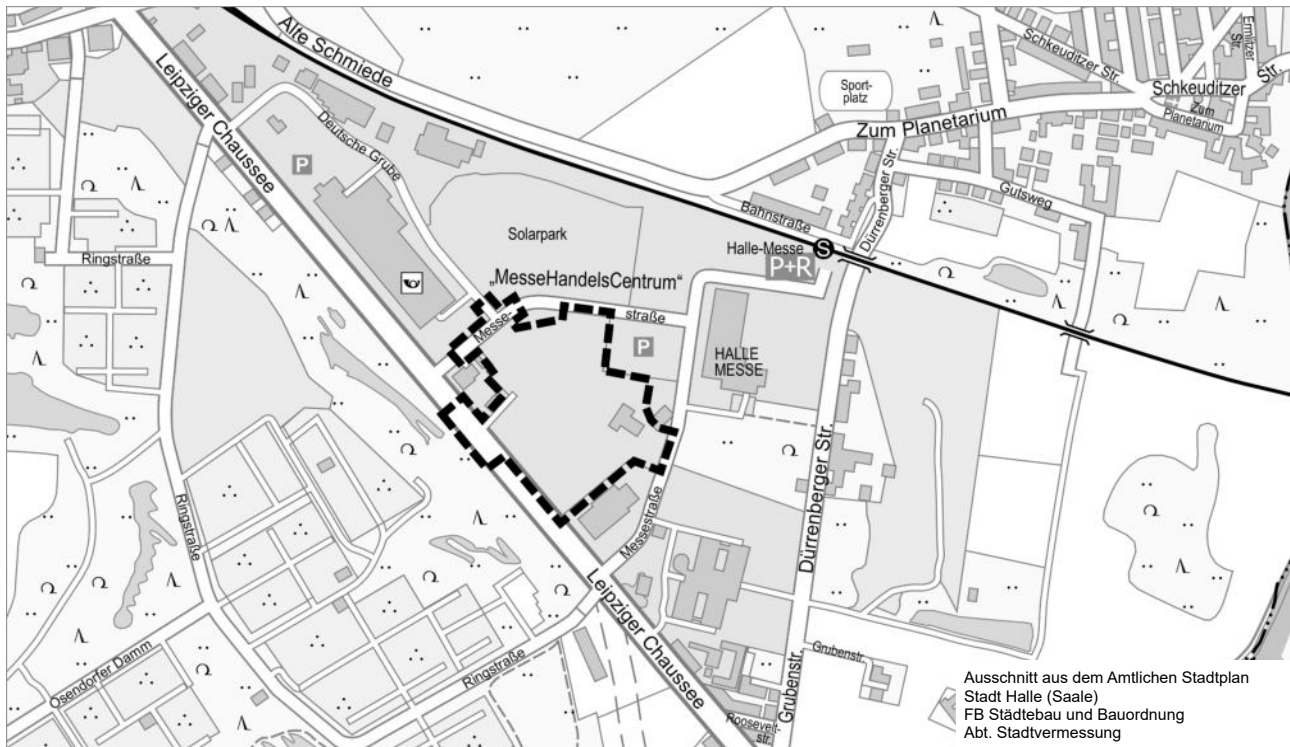 Alte Schmiede
Leipziger Chaussee
Deutsche Grube
P
Sport-
platz
Schkeuditzer Str.
Ermlitzer
Str.
Schkeuditzer
Str.
Zum
Planetarium
Zum Planetarium
Dürrenberger Str.
Gutsweg
Bahnstraße
Solarpark
Halle-Messe
S
P+R
Ringstraße
„MesseHandelsCentrum“
Messe-
straße
P
HALLE
MESSE
Ringstraße
Messestraße
Dürrenberger Str.
Leipziger Chaussee
Osendorfer Damm
Ringstraße
Grubenstr.
Grubenstr.
Roosevelt-
str.
Ausschnitt aus dem Amtlichen Stadtplan
Stadt Halle (Saale)
FB Städtebau und Bauordnung
Abt. Stadtvermessung